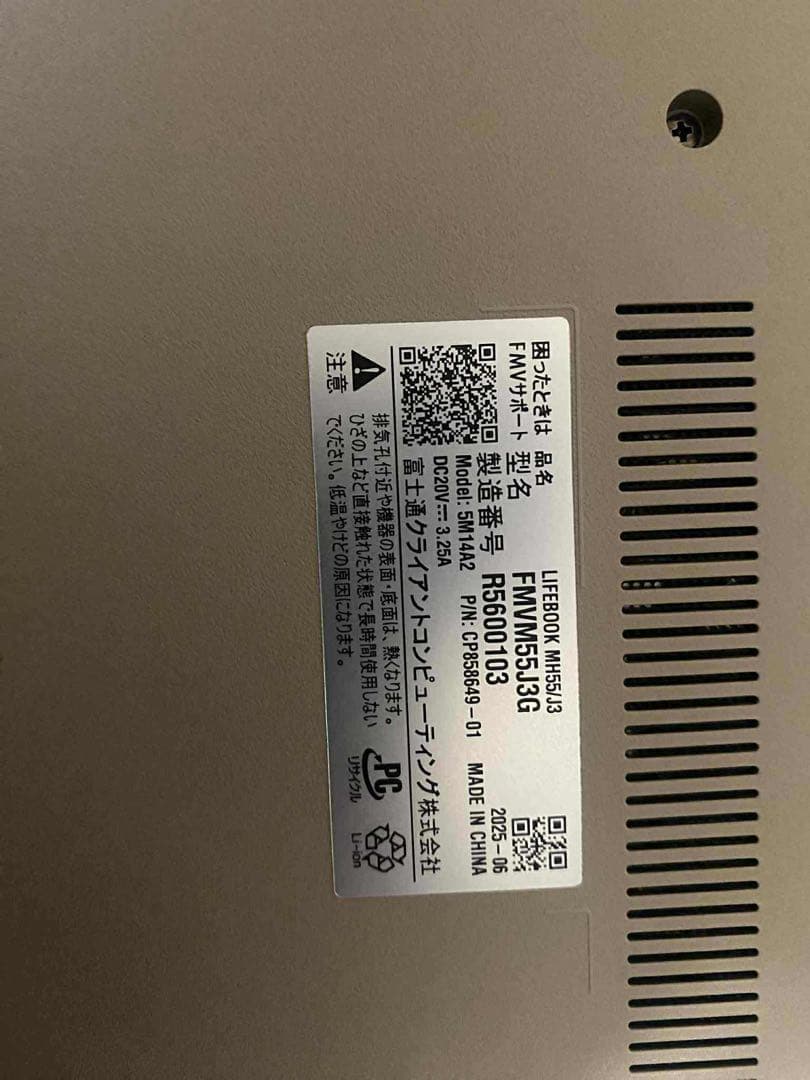 困ったときは
FMVサポート
品名 LIFEBOOK MH55/J3
型名 FMVM55J3G
製造番号 R5600103 2025-06
Model: 5M14A2 P/N: CP858649-01 MADE IN CHINA
DC20V 3.25A
富士通クライアントコンピューティング株式会社
注意
排気孔付近や機器の表面・底面は、熱くなります。
ひざの上など直接触れた状態で長時間使用しない
でください。低温やけどの原因になります。
PC
リサイクル
Li-ion